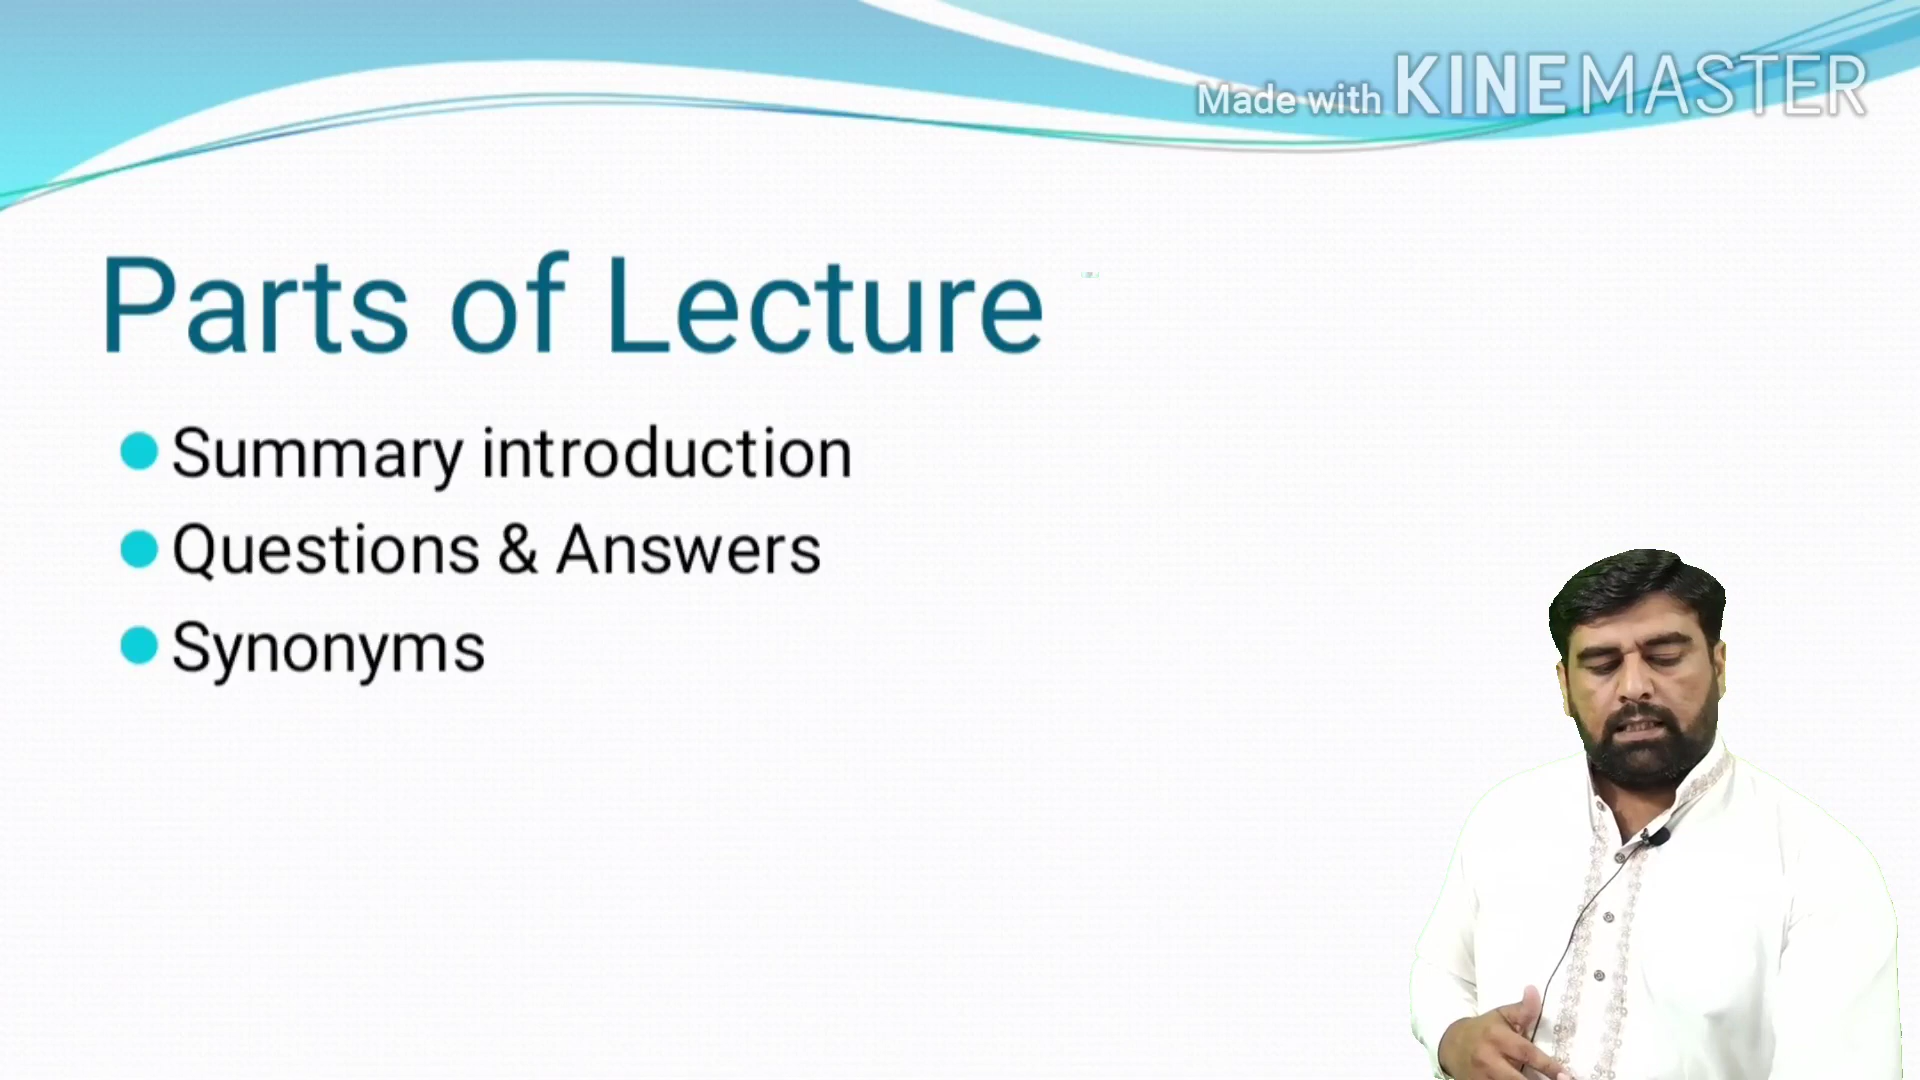 Made with KINEMASTER
Parts of Lecture
Summary introduction
Questions & Answers
Synonyms